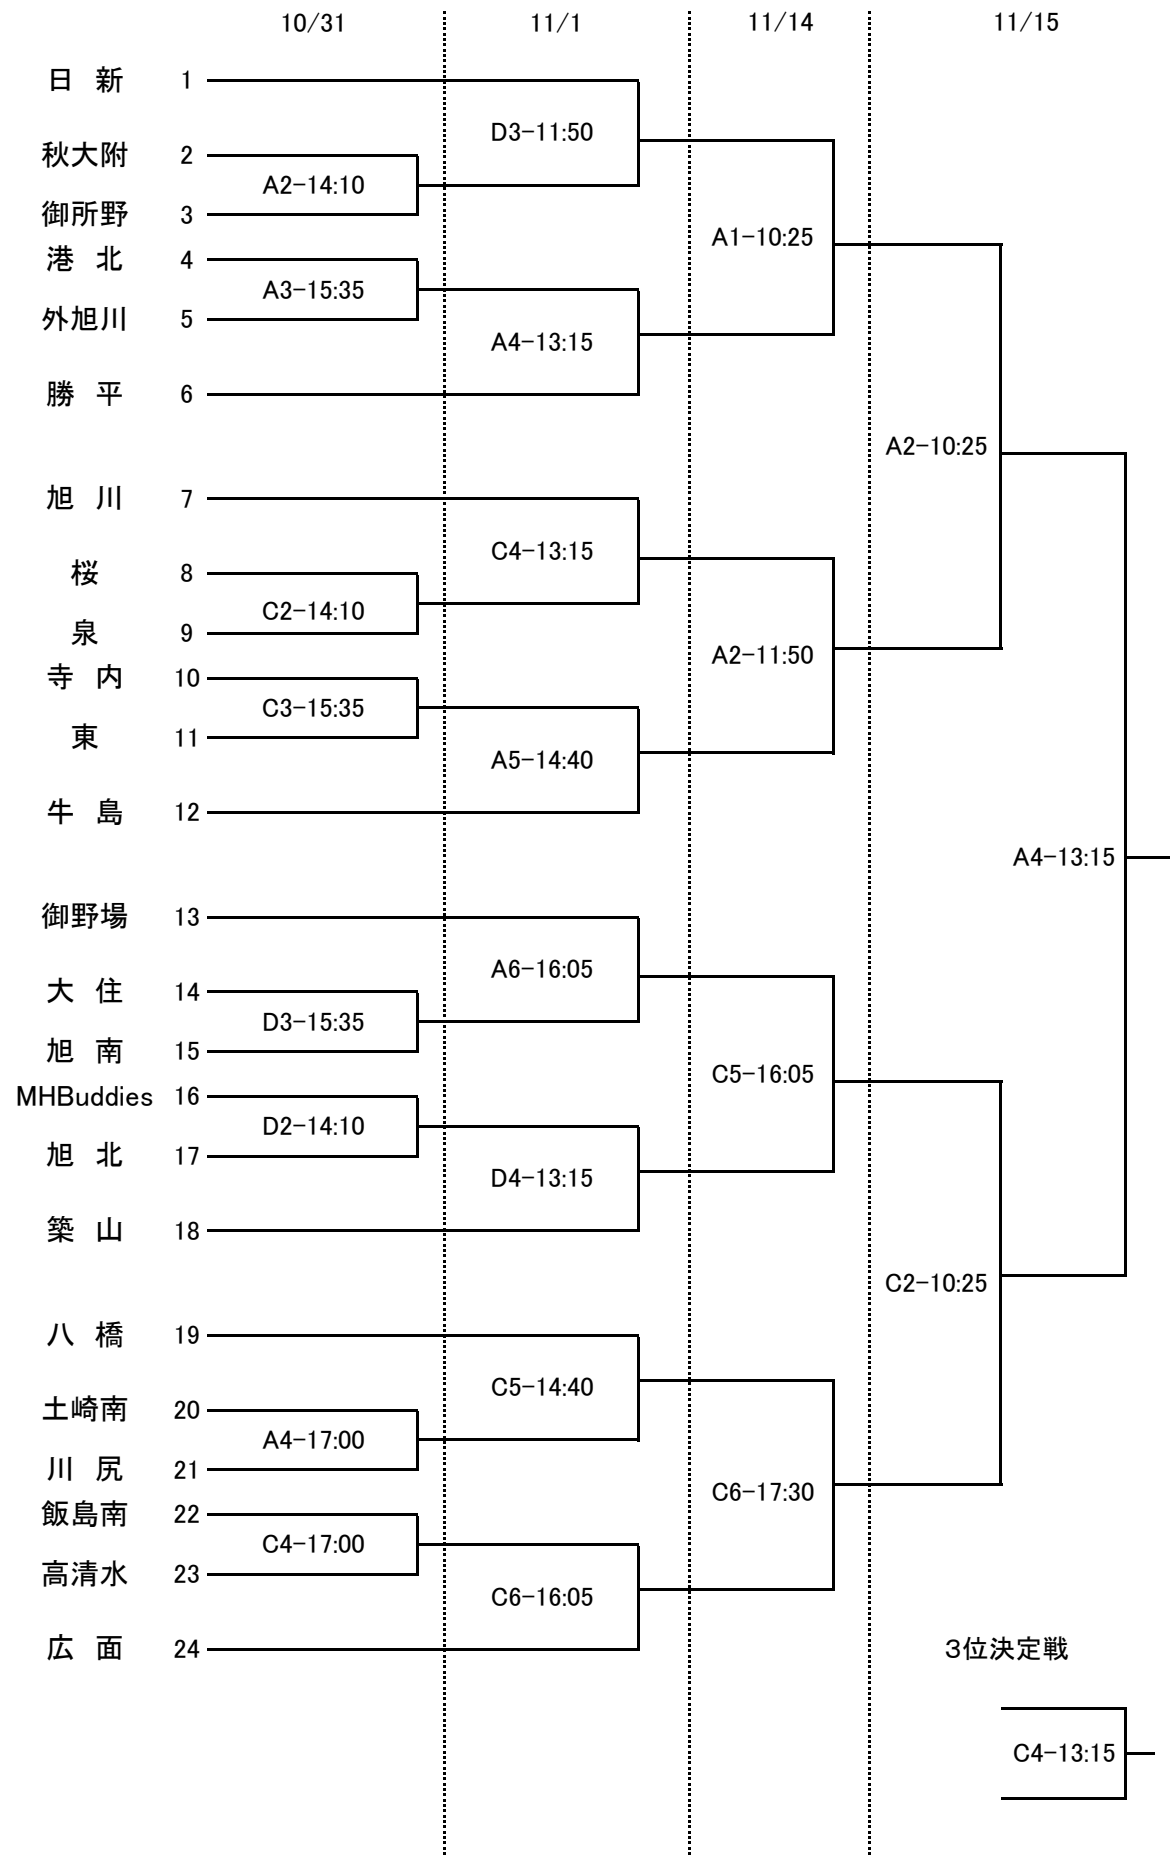 10/31 11/1 11/14 11/15
日 新 1
D3-11:50
秋大附 2
A2-14:10
御所野 3
A1-10:25
港 北 4
A3-15:35
外旭川 5
A4-13:15
勝 平 6
A2-10:25
旭 川 7
C4-13:15
桜 8
C2-14:10
泉 9
A2-11:50
寺 内 10
C3-15:35
東 11
A5-14:40
牛 島 12
A4-13:15
御野場 13
A6-16:05
大 住 14
D3-15:35
旭 南 15
C5-16:05
MHBuddies 16
D2-14:10
旭 北 17
D4-13:15
築 山 18
C2-10:25
八 橋 19
C5-14:40
土崎南 20
A4-17:00
川 尻 21
C6-17:30
飯島南 22
C4-17:00
高清水 23
C6-16:05
広 面 24
3位決定戦
C4-13:15